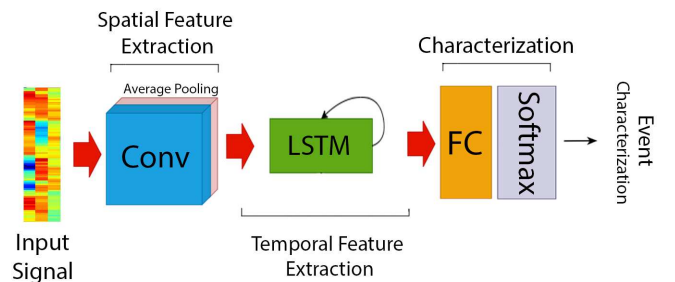 Spatial Feature
Extraction
Average Pooling
Conv
Input
Signal
LSTM
Temporal Feature
Extraction
Characterization
FC
Softmax
Event
Characterization